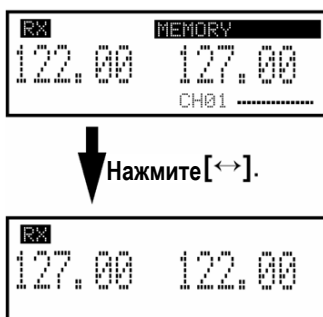 RX MEMORY
122.00 127.00
CH01 ---------------
Нажмите[↔].
RX
127.00 122.00